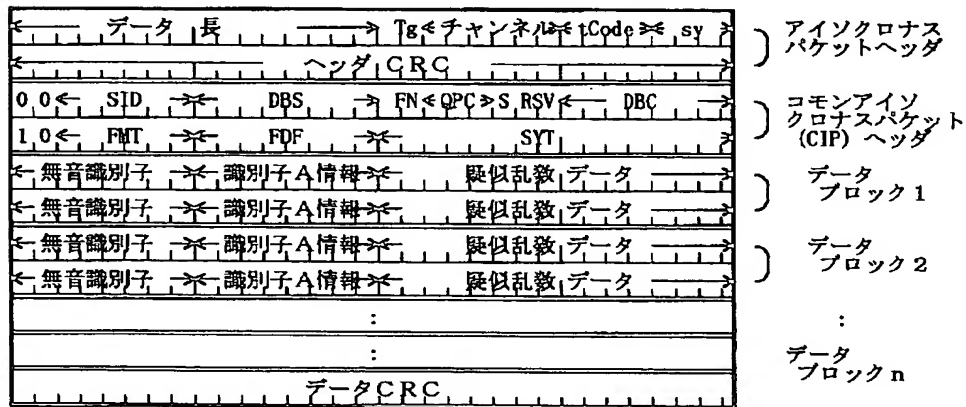 データ長 Tg チャンネル tCode sy
アイソクロナス
パケットヘッダ
ヘッダCRC
00 SID DBS FN QPC S RSV DBC
コモンアイソ
クロナスパケット
(CIP) ヘッダ
10 FMT FDF SYT
無音識別子 識別子A情報 疑似乱数データ
データ
ブロック1
無音識別子 識別子A情報 疑似乱数データ
無音識別子 識別子A情報 疑似乱数データ
データ
ブロック2
無音識別子 識別子A情報 疑似乱数データ
:
:
:
データ
ブロックn
データCRC